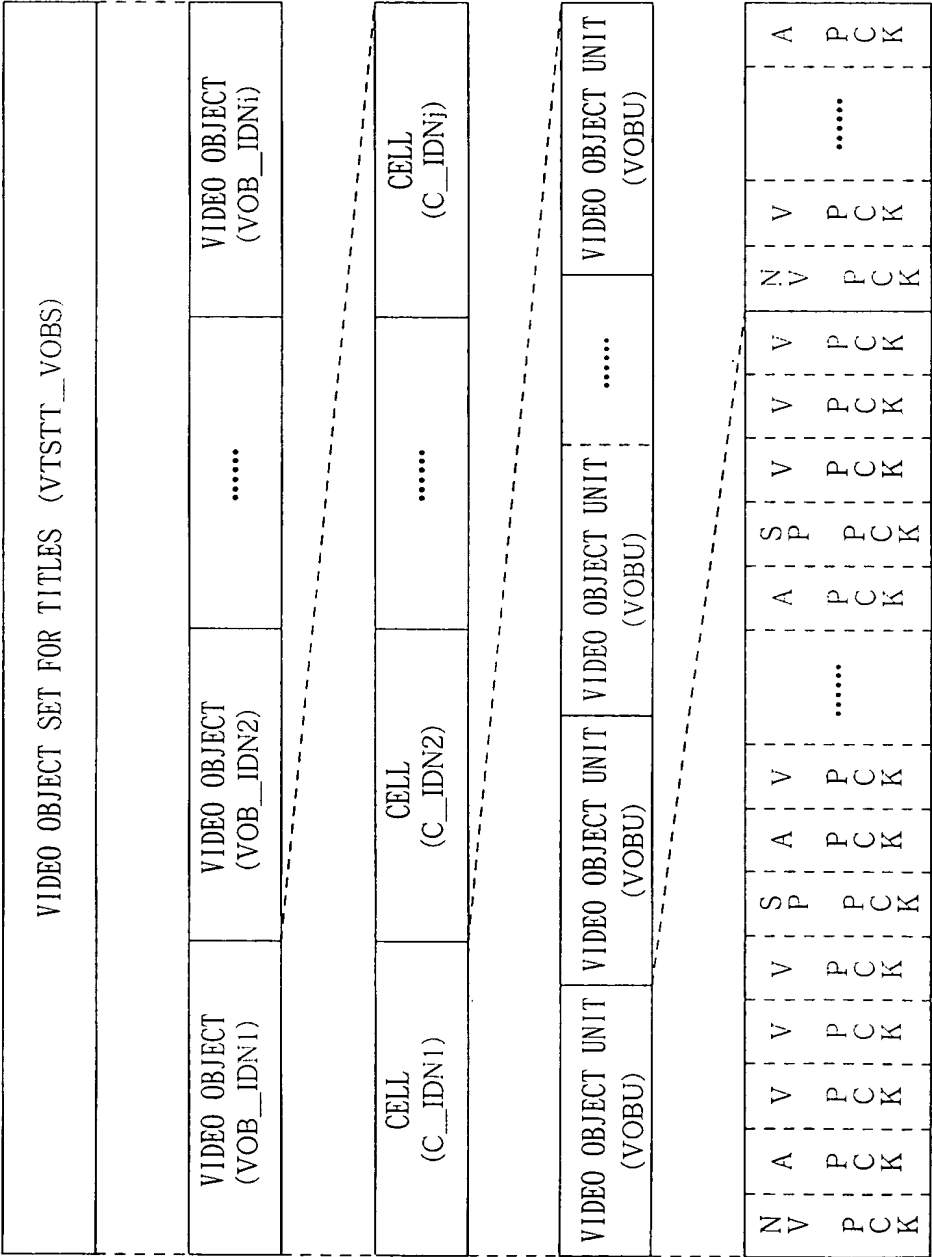 VIDEO OBJECT SET FOR TITLES (VTSTT_VOBS)
VIDEO OBJECT
(VOB_IDN1)
VIDEO OBJECT
(VOB_IDN2)
......
VIDEO OBJECT
(VOB_IDNi)
CELL
(C_IDN1)
CELL
(C_IDN2)
......
CELL
(C_IDNj)
VIDEO OBJECT UNIT
(VOBU)
VIDEO OBJECT UNIT
(VOBU)
VIDEO OBJECT UNIT
(VOBU)
......
VIDEO OBJECT UNIT
(VOBU)
NV PCK
A PCK
V PCK
V PCK
V PCK
SP PCK
A PCK
V PCK
......
A PCK
SP PCK
V PCK
V PCK
V PCK
NV PCK
V PCK
......
A PCK